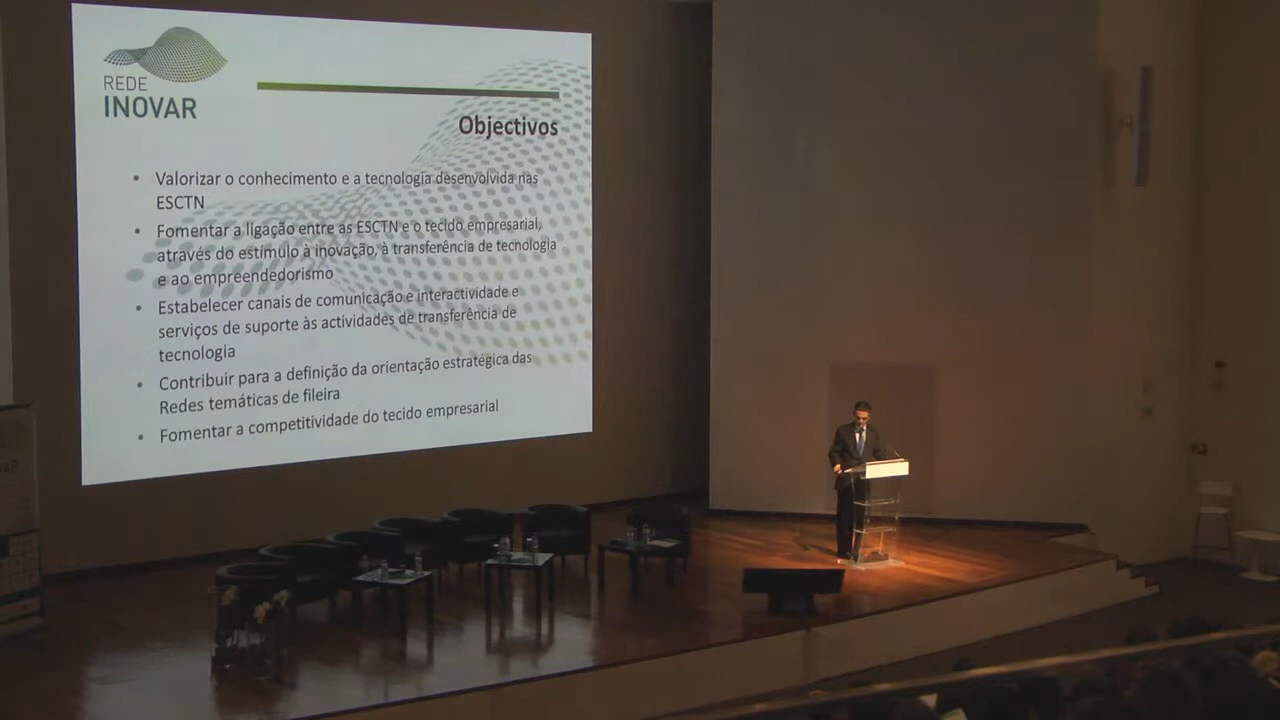 REDE
INOVAR
Objectivos
• Valorizar o conhecimento e a tecnologia desenvolvida nas
ESCTN
• Fomentar a ligação entre as ESCTN e o tecido empresarial,
através do estímulo à inovação, à transferência de tecnologia
e ao empreendedorismo
• Estabelecer canais de comunicação e interactividade e
serviços de suporte às actividades de transferência de
tecnologia
• Contribuir para a definição da orientação estratégica das
Redes temáticas de fileira
• Fomentar a competitividade do tecido empresarial